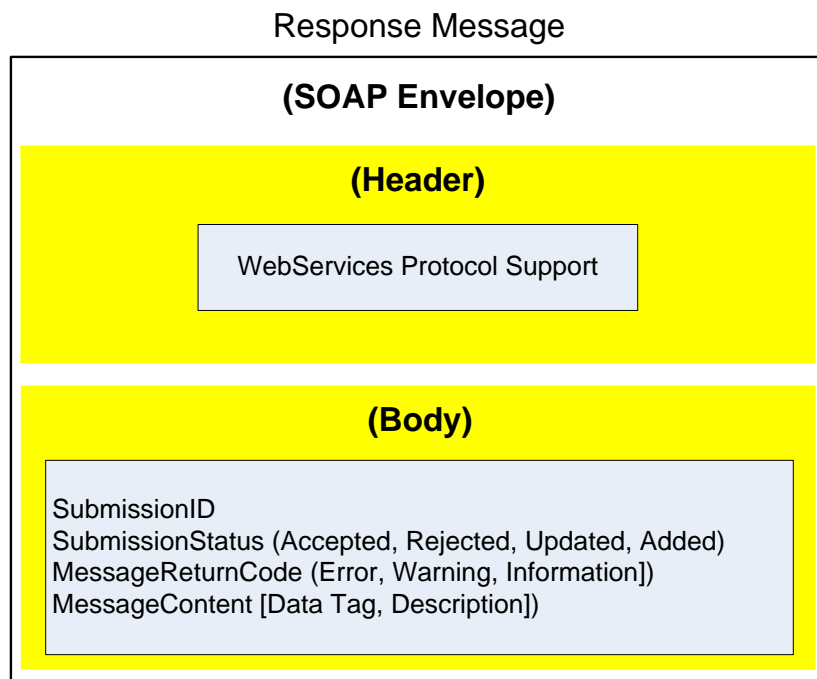 Response Message
(SOAP Envelope)
(Header)
WebServices Protocol Support
(Body)
SubmissionID
SubmissionStatus (Accepted, Rejected, Updated, Added)
MessageReturnCode (Error, Warning, Information])
MessageContent [Data Tag, Description])